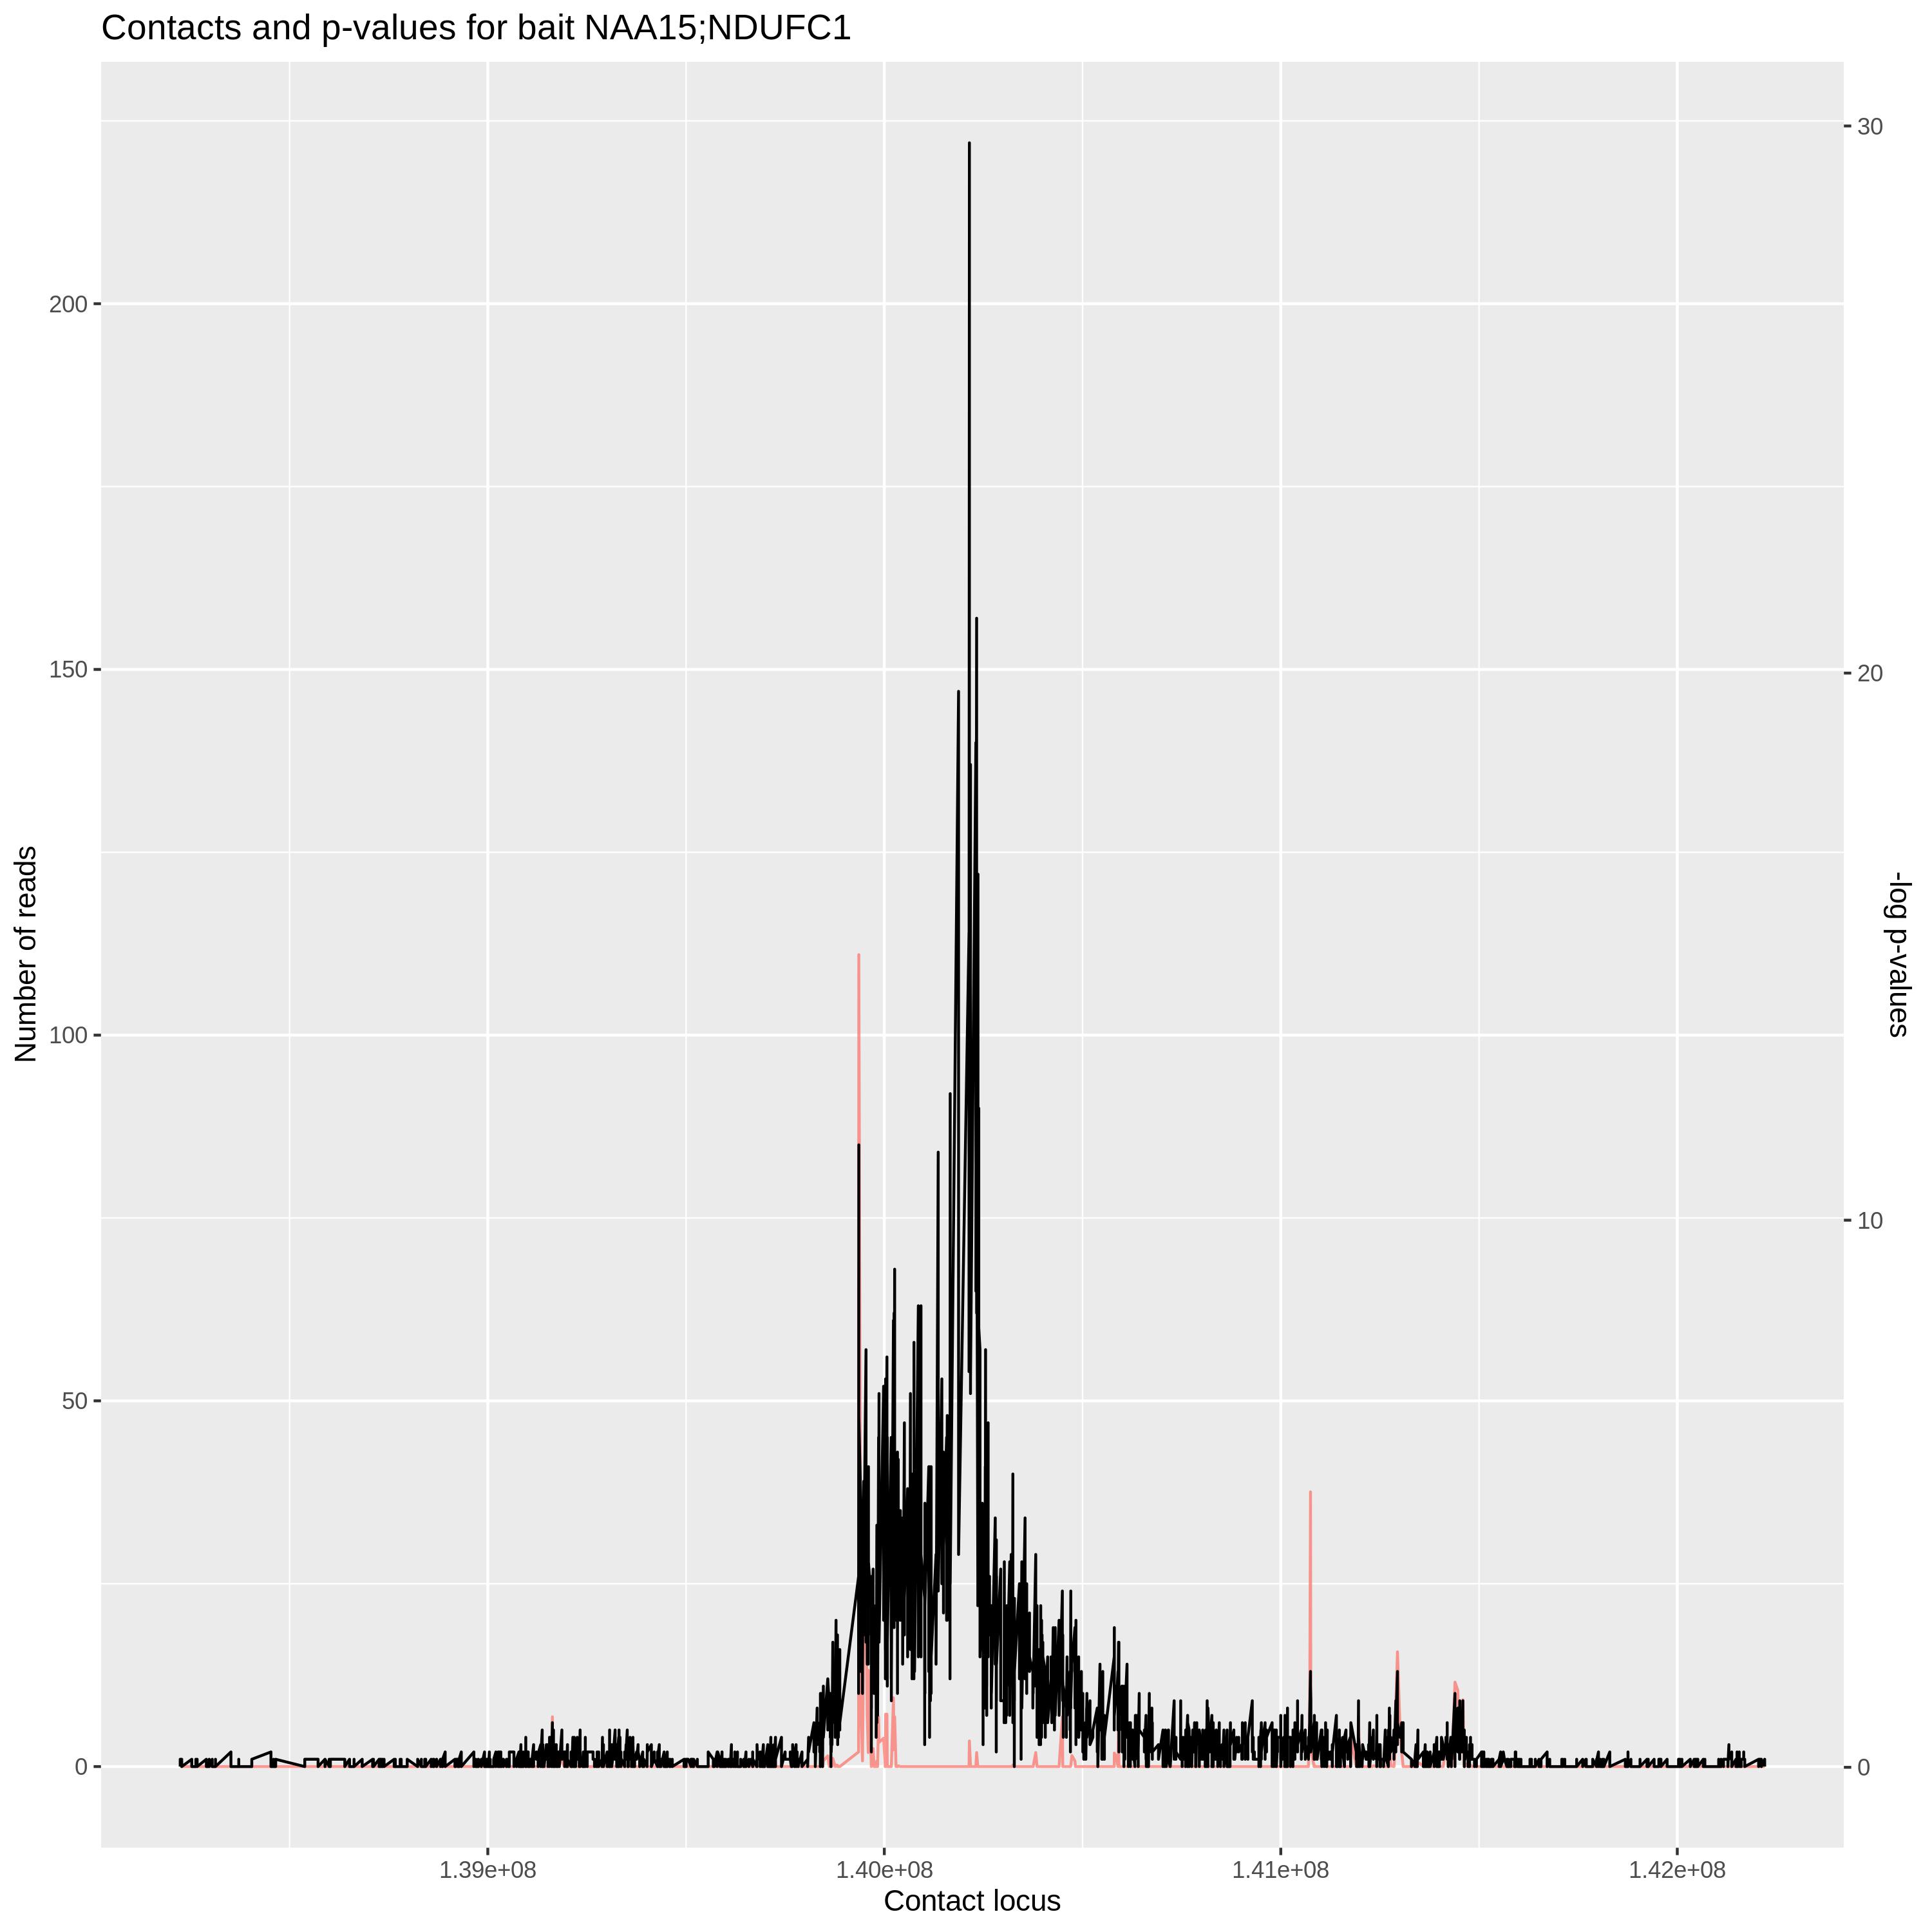 Contacts and p-values for bait NAA15;NDUFC1
30
200
150
20
Number of reads
-log p-values
100
10
50
0
0
1.39e+08
1.40e+08
1.41e+08
1.42e+08
Contact locus